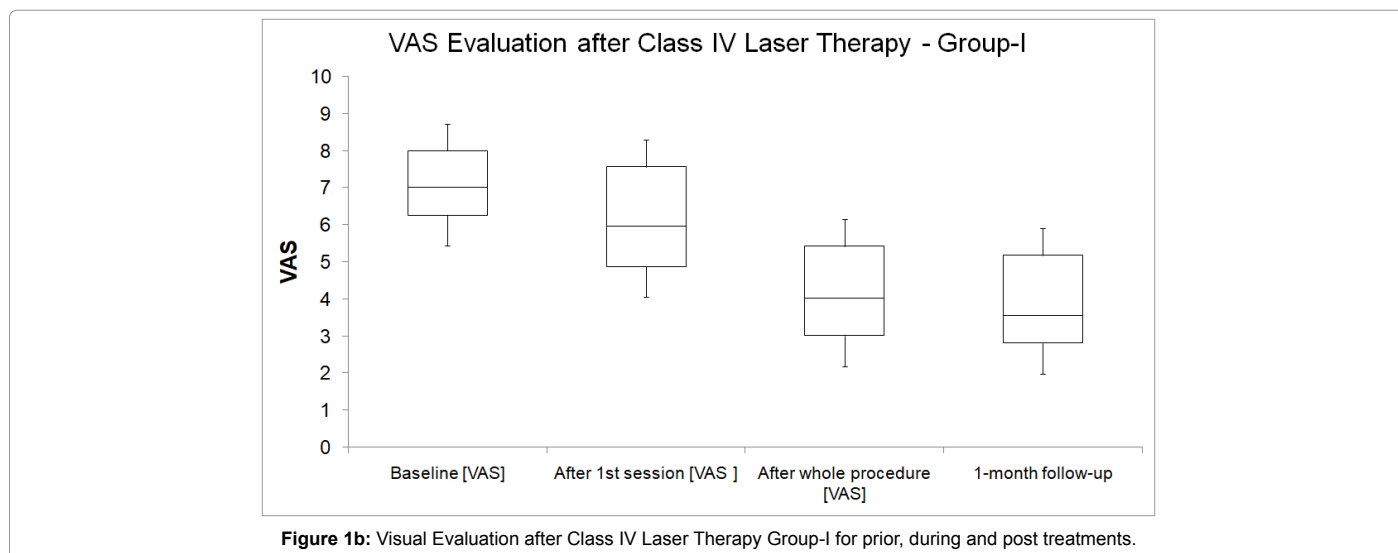 VAS Evaluation after Class IV Laser Therapy - Group-I
10
9
8
7
6
5
4
3
2
1
0
VAS
Baseline [VAS]
After 1st session [VAS ]
After whole procedure
[VAS]
1-month follow-up
Figure 1b: Visual Evaluation after Class IV Laser Therapy Group-I for prior, during and post treatments.